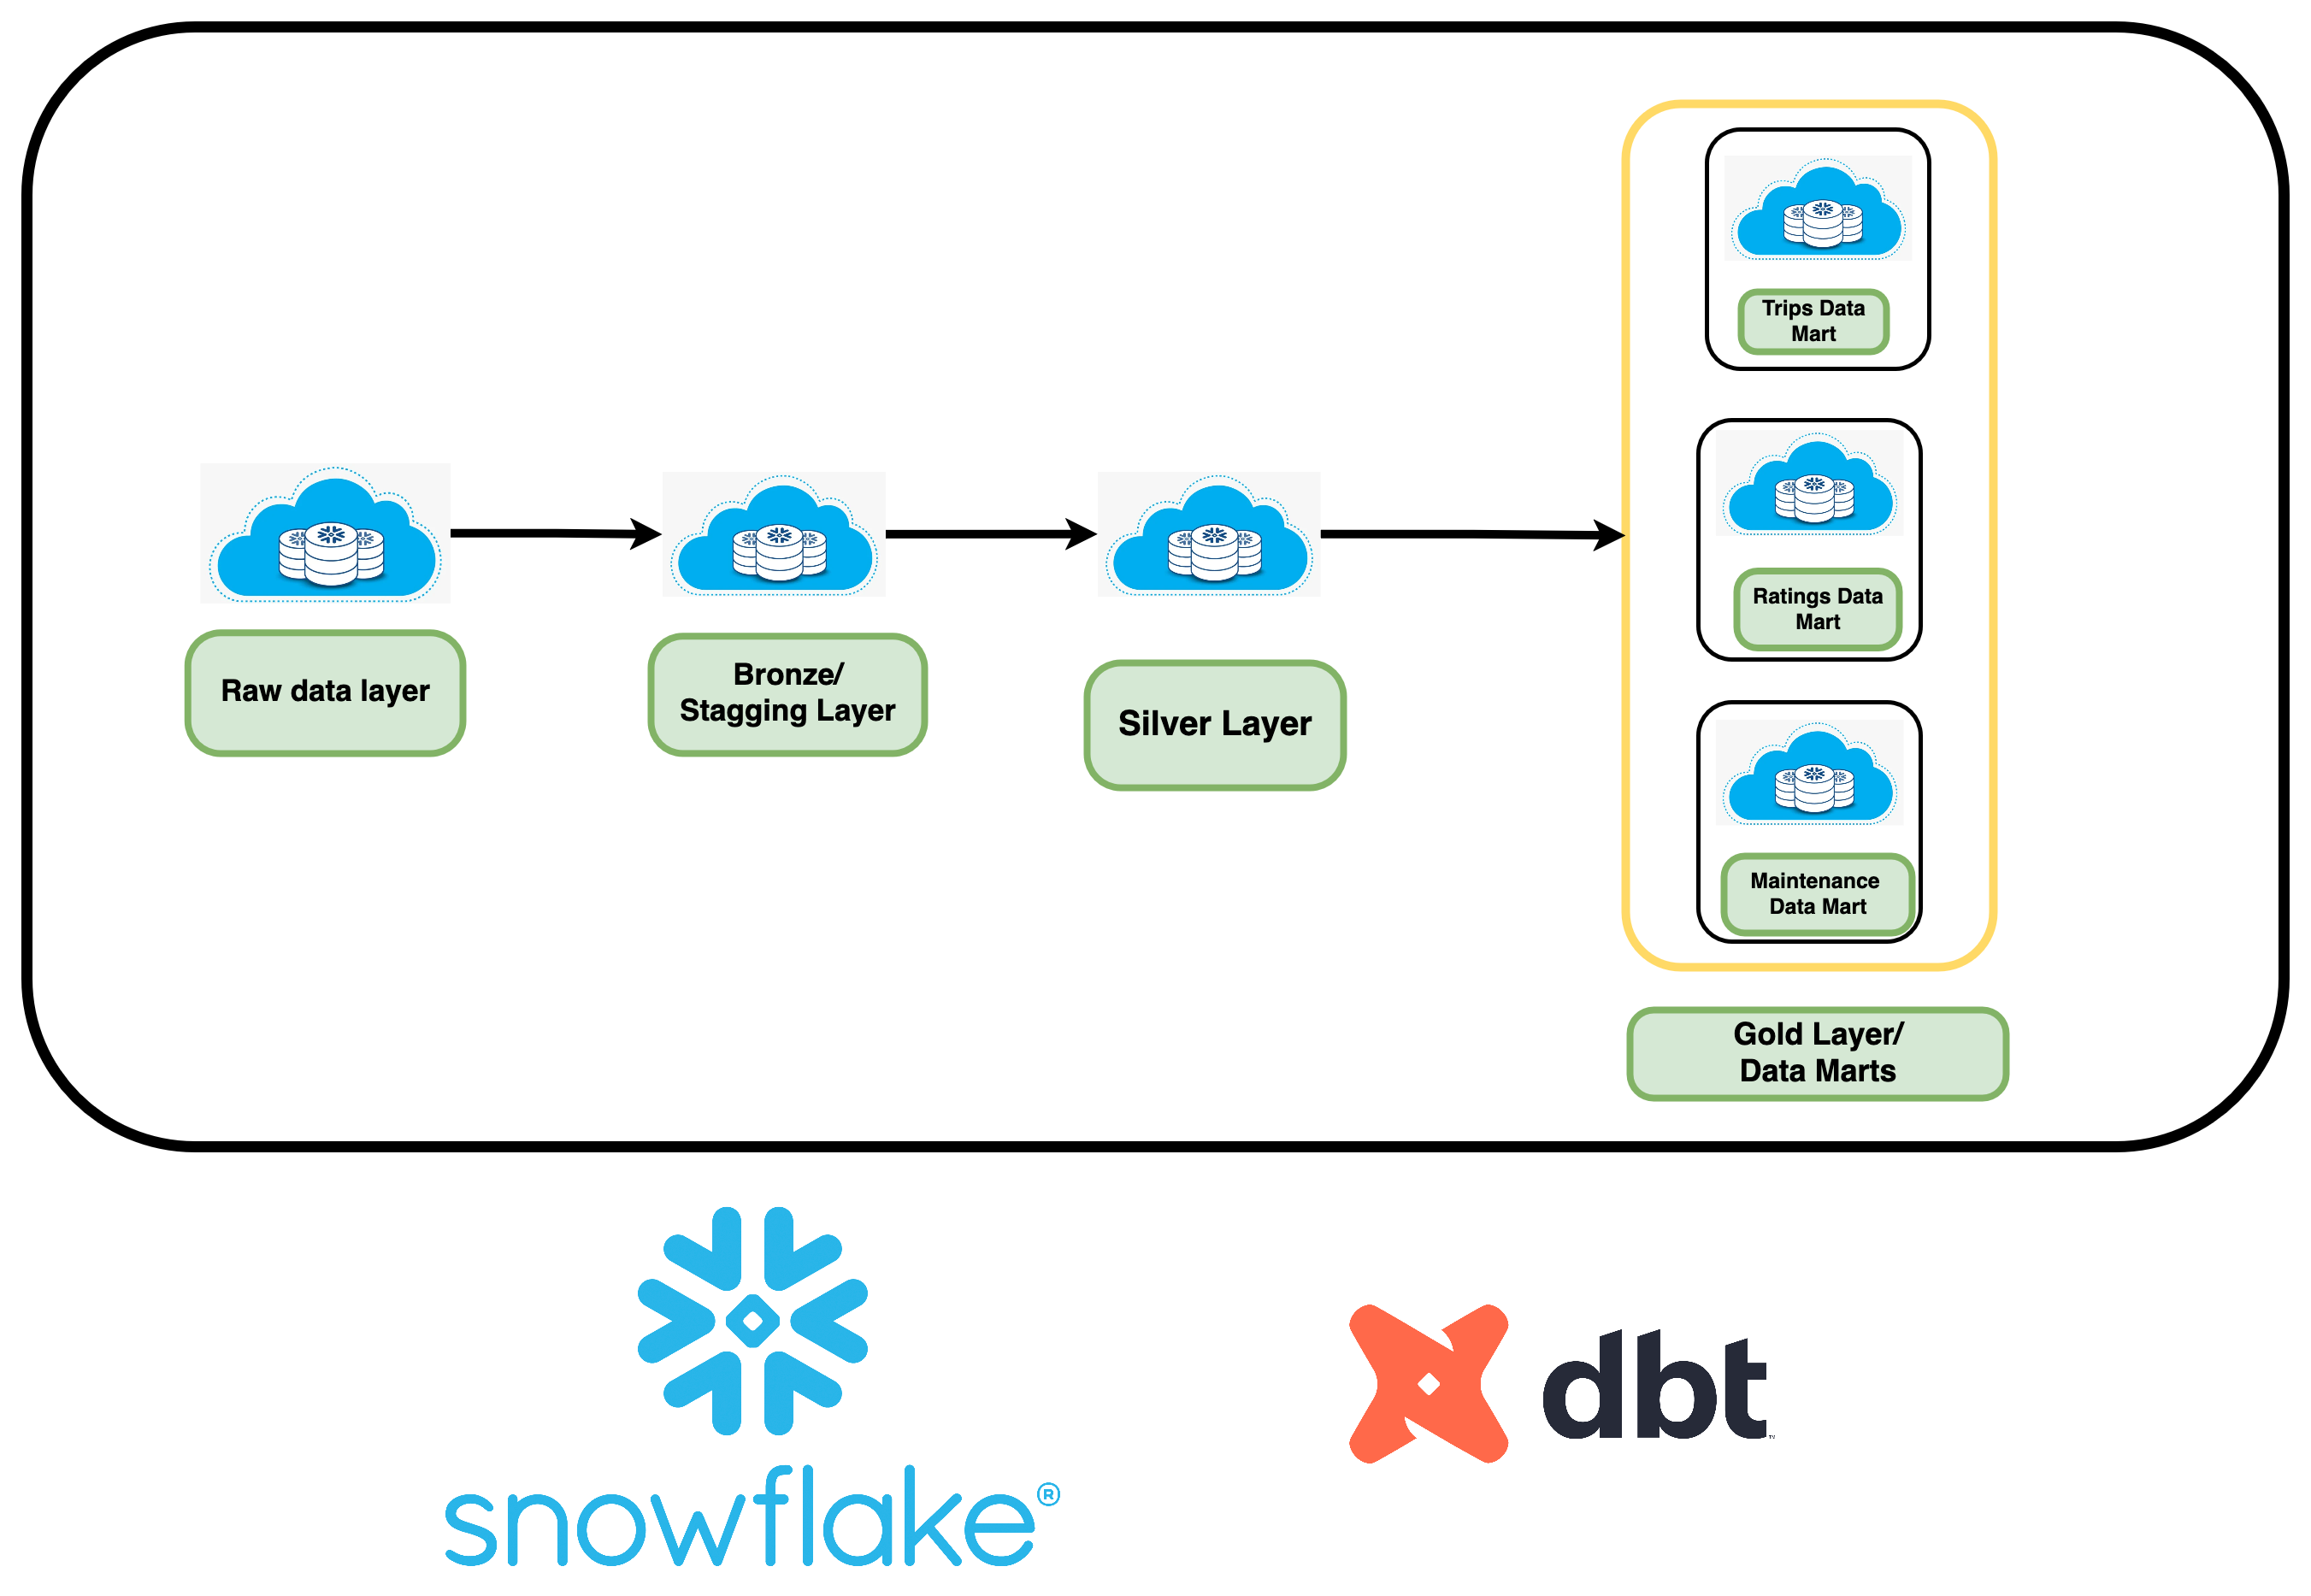 Trips Data
Mart
Ratings Data
Mart
Raw data layer
Bronze/
Stagging Layer
Silver Layer
Maintenance
Data Mart
Gold Layer/
Data Marts
snowflake®
dbt™